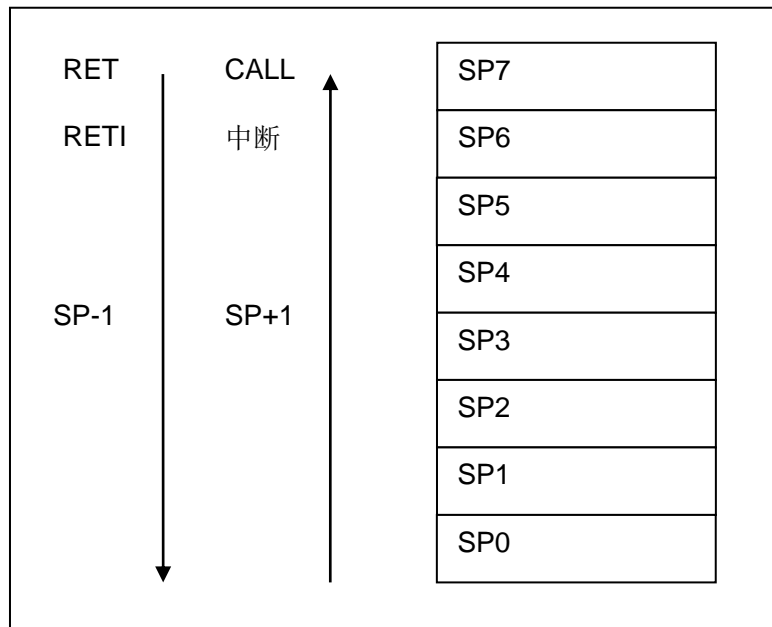 RET CALL SP7
RETI 中断 SP6
SP5
SP4
SP-1 SP+1 SP3
SP2
SP1
SP0